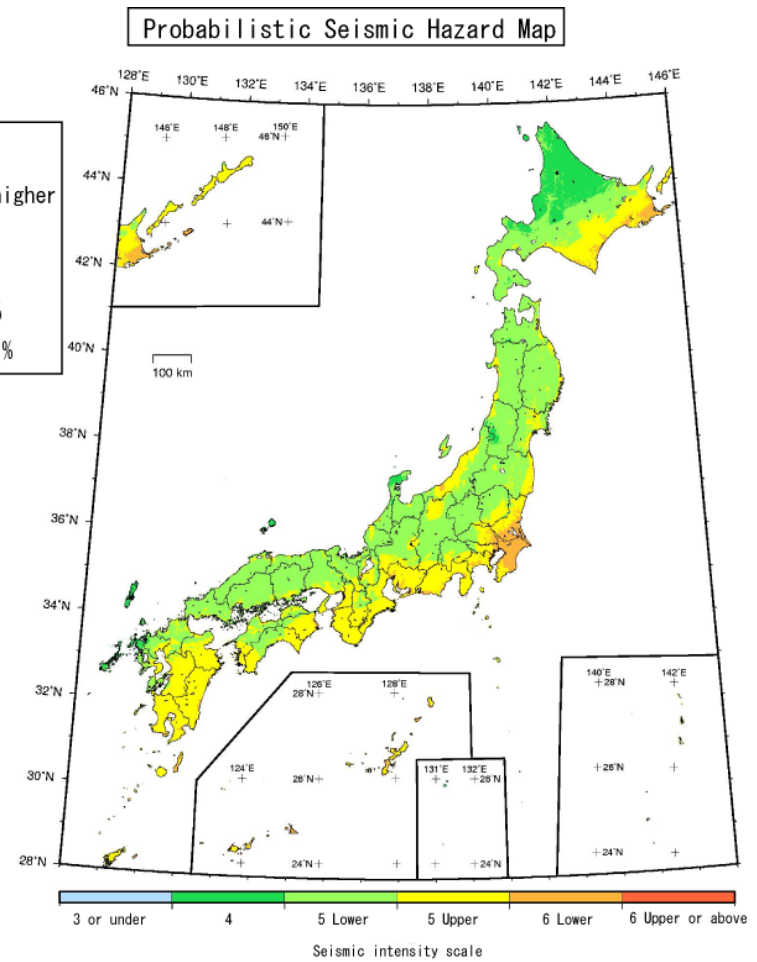 Probabilistic Seismic Hazard Map
128°E 130°E 132°E 134°E 136°E 138°E 140°E 142°E 144°E 146°E
46°N
146°E 148°E 150°E
46°N
44°N
igher
44°N
42°N
%
40°N
100 km
38°N
36°N
34°N
32°N
126°E 128°E
28°N
140°E 142°E
28°N
30°N
124°E
26°N
131°E 132°E
26°N
26°N
28°N
24°N
24°N
24°N
3 or under 4 5 Lower 5 Upper 6 Lower 6 Upper or above
Seismic intensity scale